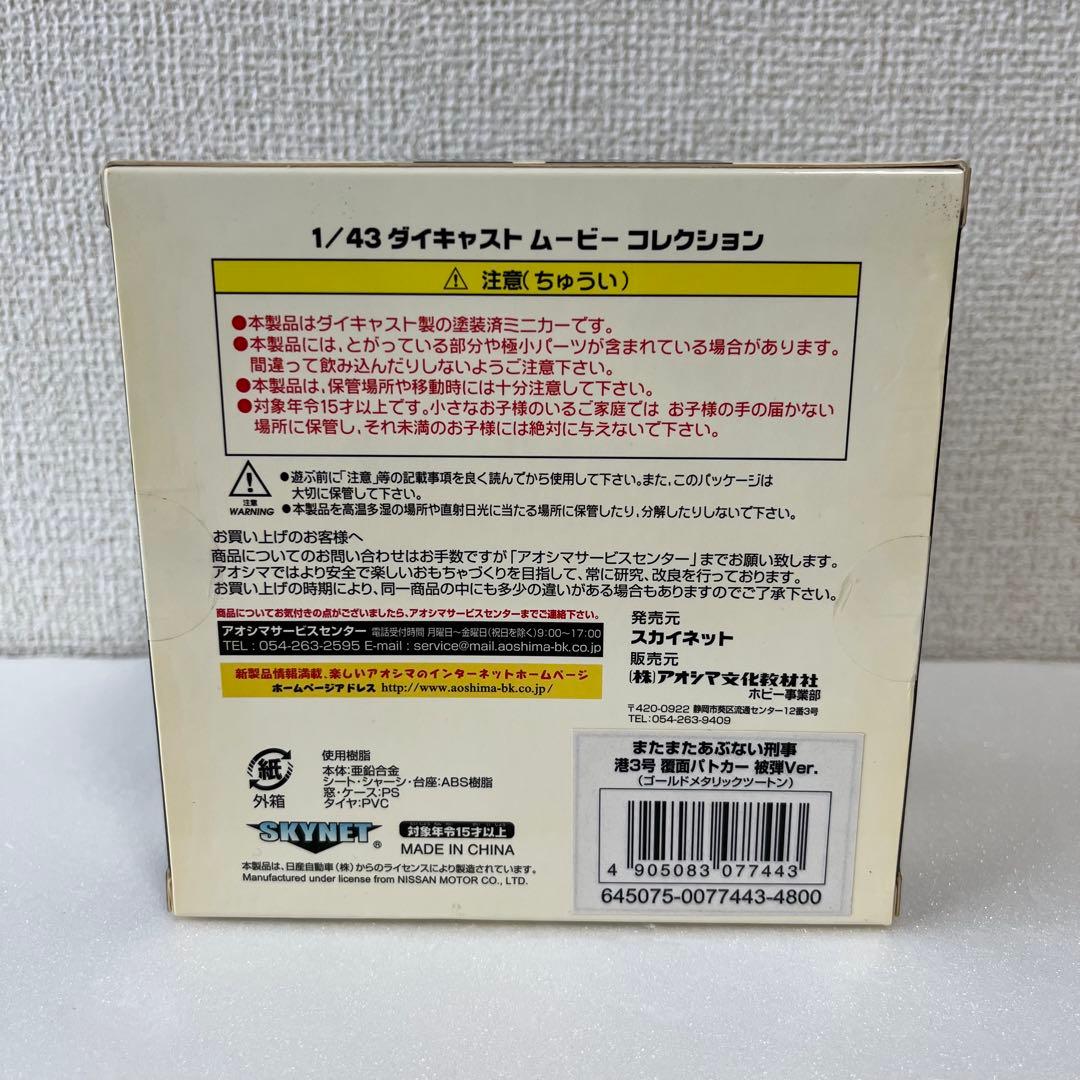 1/43 ダイキャスト ムービー コレクション
注意(ちゅうい)
●本製品はダイキャスト製の塗装済ミニカーです。
●本製品には、とがっている部分や極小パーツが含まれている場合があります。
間違って飲み込んだりしないようご注意下さい。
●本製品は、保管場所や移動時には十分注意して下さい。
●対象年令15才以上です。小さなお子様のいるご家庭では お子様の手の届かない
場所に保管し、それ未満のお子様には絶対に与えないで下さい。
注意
WARNING
●遊ぶ前に「注意」等の記載事項を良く読んでから使用して下さい。また、このパッケージは
大切に保管して下さい。
●本製品を高温多湿の場所や直射日光に当たる場所に保管したり、分解したりしないで下さい。
お買い上げのお客様へ
商品についてのお問い合わせはお手数ですが「アオシマサービスセンター」までお願い致します。
アオシマではより安全で楽しいおもちゃづくりを目指して、常に研究、改良を行っております。
お買い上げの時期により、同一商品の中にも多少の違いがある場合もありますのでご了承下さい。
商品についてお気付きの点がございましたら、アオシマサービスセンターまでご連絡下さい。
アオシマサービスセンター 電話受付時間 月曜日〜金曜日(祝日を除く)9:00〜17:00
TEL : 054-263-2595 E-mail : service@mail.aoshima-bk.co.jp
新製品情報満載、楽しいアオシマのインターネットホームページ
ホームページアドレス http://www.aoshima-bk.co.jp/
発売元
スカイネット
販売元
(株)アオシマ文化教材社
ホビー事業部
〒420-0922 静岡市葵区流通センター12番3号
TEL:054-263-9409
紙
外箱
使用樹脂
本体:亜鉛合金
シート・シャーシ・台座:ABS樹脂
窓・ケース:PS
タイヤ:PVC
SKYNET®
対象年令15才以上
MADE IN CHINA
本製品は、日産自動車(株)からのライセンスにより製造されています。
Manufactured under license from NISSAN MOTOR CO., LTD.
またまたあぶない刑事
港3号 覆面パトカー 被弾Ver.
(ゴールドメタリックツートン)
4 905083 077443
645075-0077443-4800